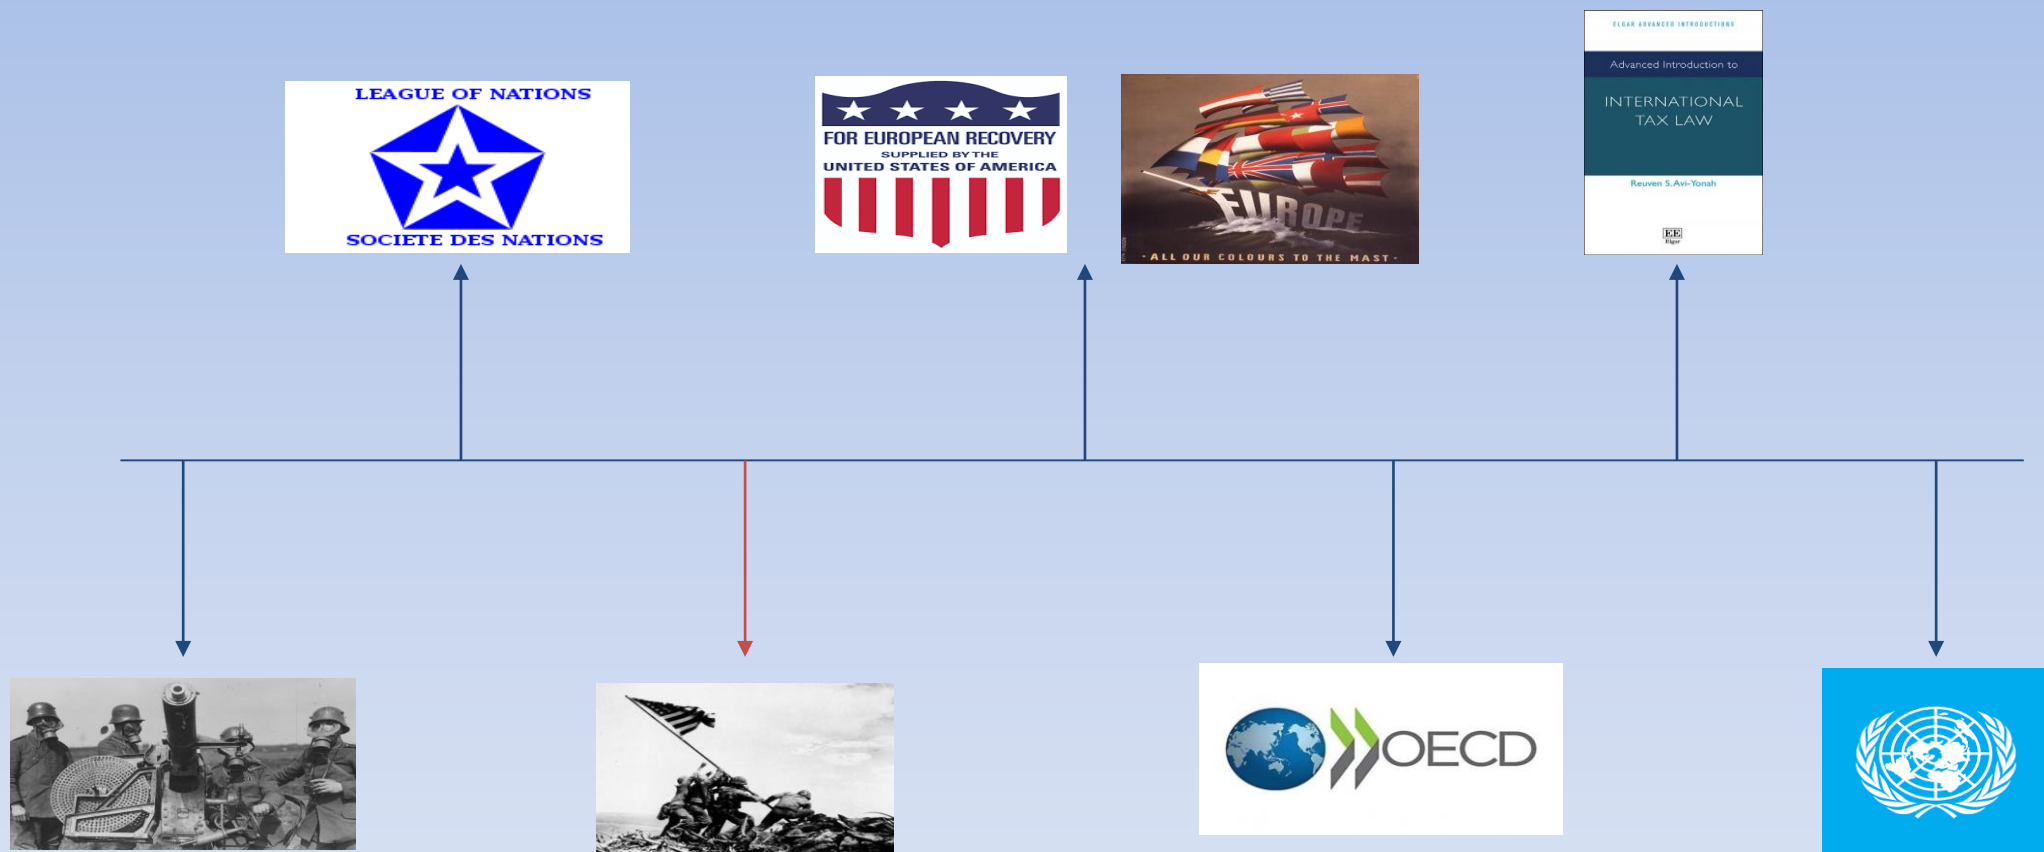 LEAGUE OF NATIONS
SOCIETE DES NATIONS
FOR EUROPEAN RECOVERY
SUPPLIED BY THE
UNITED STATES OF AMERICA
EUROPE
· ALL OUR COLOURS TO THE MAST ·
ELGAR ADVANCED INTRODUCTIONS
Advanced Introduction to
INTERNATIONAL
TAX LAW
Reuven S. Avi-Yonah
EE
Elgar
OECD